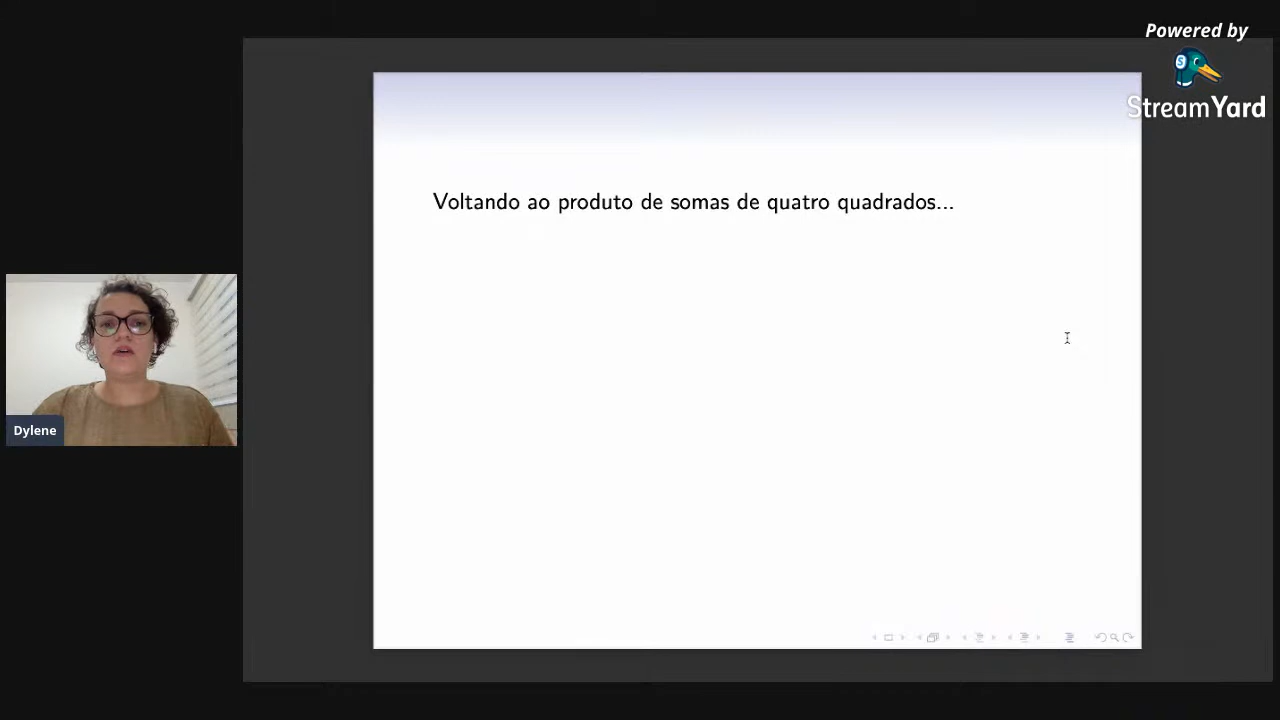 Powered by
StreamYard
Voltando ao produto de somas de quatro quadrados...
Dylene